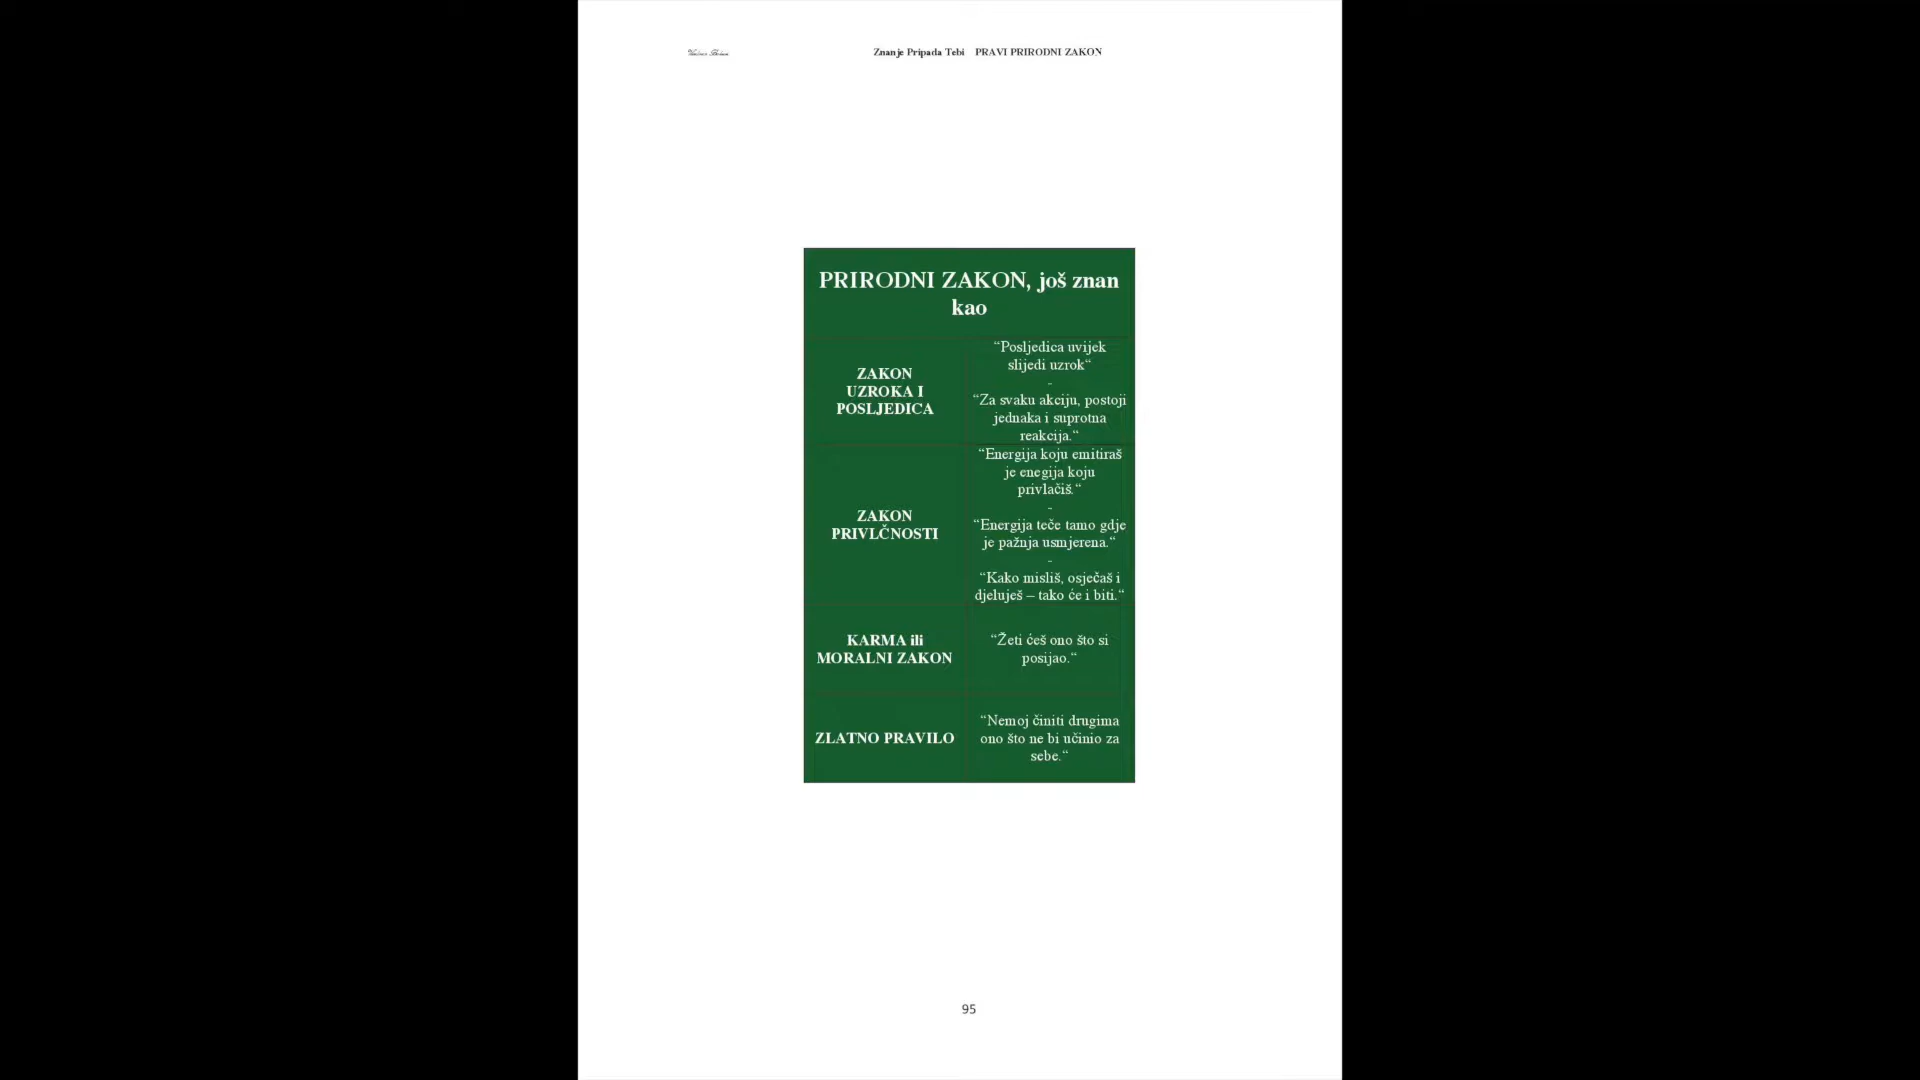 Znanje Pripada Tebi PRAVI PRIRODNI ZAKON
PRIRODNI ZAKON, još znan
kao
ZAKON
UZROKA I
POSLJEDICA
“Posljedica uvijek
slijedi uzrok“
-
“Za svaku akciju, postoji
jednaka i suprotna
reakcija.“
ZAKON
PRIVLČNOSTI
“Energija koju emitiraš
je enegija koju
privlačiš.“
-
“Energija teče tamo gdje
je pažnja usmjerena.“
-
“Kako misliš, osječaš i
djeluješ – tako će i biti.“
KARMA ili
MORALNI ZAKON
“Žeti ćeš ono što si
posijao.“
ZLATNO PRAVILO
“Nemoj činiti drugima
ono što ne bi učinio za
sebe.“
95